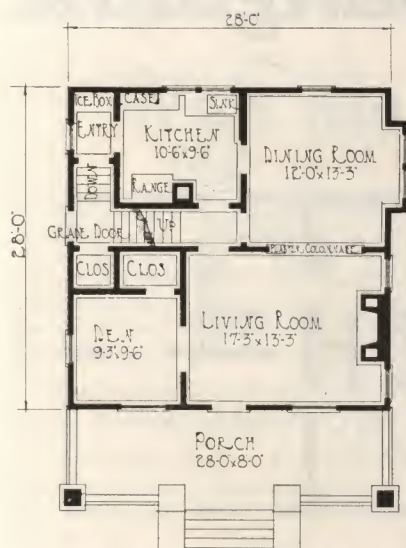 28'-0"
ICE BOX
CASE
SINK
ENTRY
KITCHEN
10'-6"x9'-6"
DINING ROOM
12'-0"x13'-3"
DOWN
RANGE
UP
GRADE DOOR
PLASTER COLONNADE
28'-0"
CLOS
CLOS
LIVING ROOM
17'-3"x13'-3"
DEN
9'-3"x9'-6"
PORCH
28'-0"x8'-0"